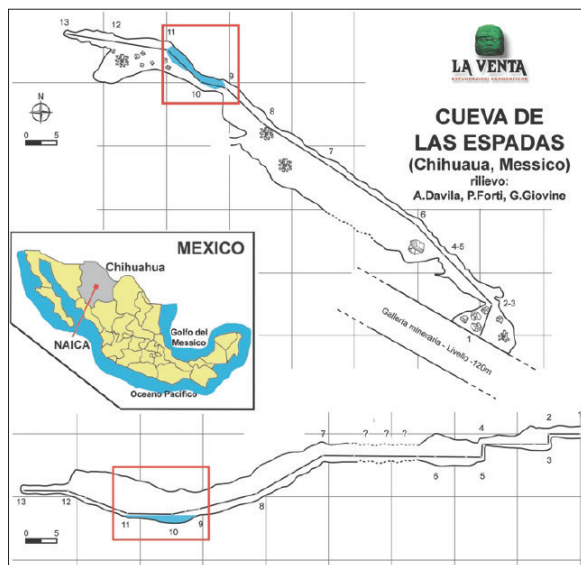 13
12
11
10
9
8
7
6
4-5
2-3
1
N
0 5
LA VENTA
CUEVA DE
LAS ESPADAS
(Chihuaua, Messico)
rilievo:
A.Davila, P.Forti, G.Giovine
Galleria mineraria - Livello -120m
MEXICO
Chihuahua
NAICA
Golfo del
Messico
Oceano Pacifico
13
12
11
10
9
8
7
? ? ?
6
5
4
3
2
1
0 5